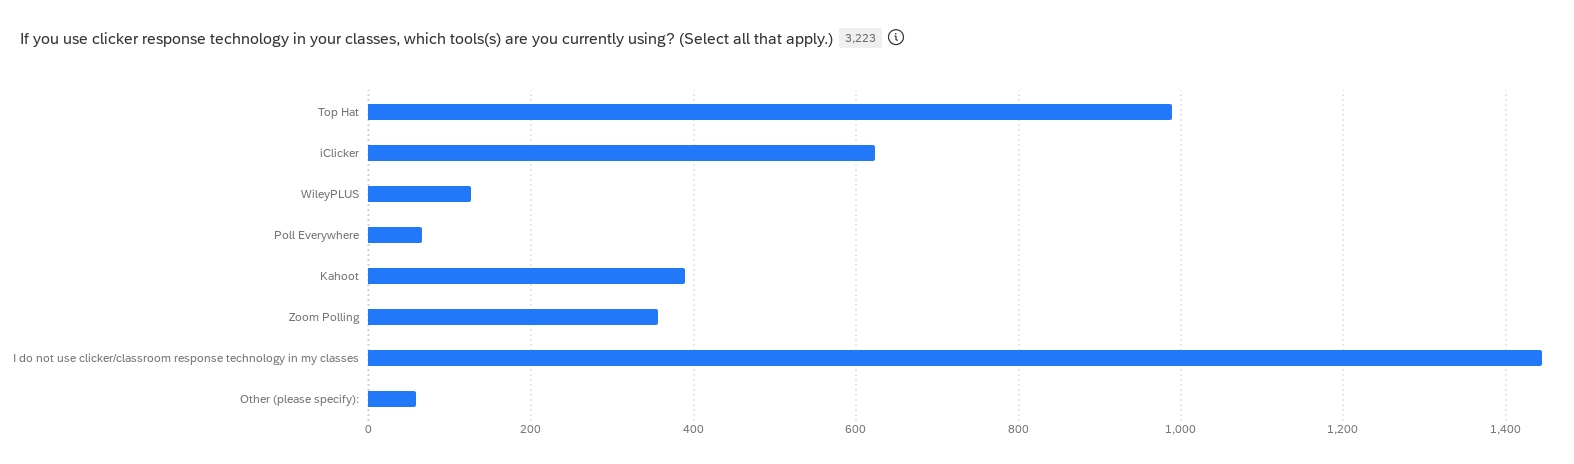 If you use clicker response technology in your classes, which tools(s) are you currently using? (Select all that apply.) 3,223
Top Hat
iClicker
WileyPLUS
Poll Everywhere
Kahoot
Zoom Polling
I do not use clicker/classroom response technology in my classes
Other (please specify):
0 200 400 600 800 1,000 1,200 1,400